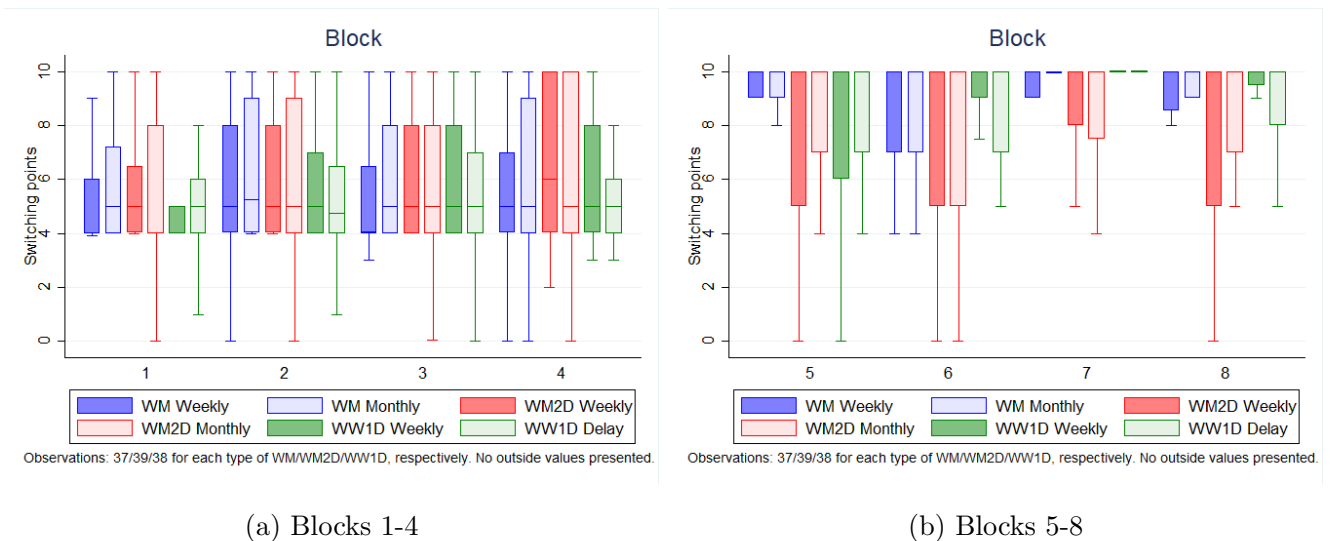 Block
Switching points
10
8
6
4
2
0
1 2 3 4
WM Weekly WM Monthly WM2D Weekly
WM2D Monthly WW1D Weekly WW1D Delay
Observations: 37/39/38 for each type of WM/WM2D/WW1D, respectively. No outside values presented.
(a) Blocks 1-4
Block
Switching points
10
8
6
4
2
0
5 6 7 8
WM Weekly WM Monthly WM2D Weekly
WM2D Monthly WW1D Weekly WW1D Delay
Observations: 37/39/38 for each type of WM/WM2D/WW1D, respectively. No outside values presented.
(b) Blocks 5-8